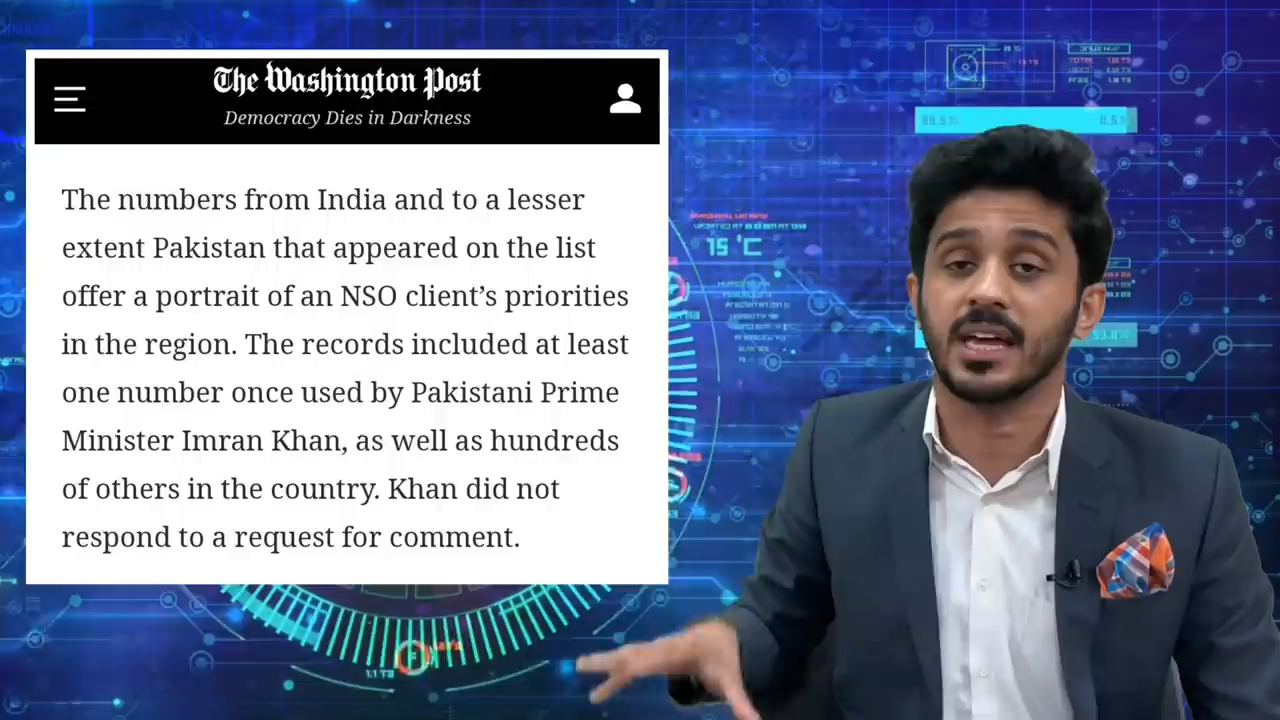 The Washington Post
Democracy Dies in Darkness
The numbers from India and to a lesser
extent Pakistan that appeared on the list
offer a portrait of an NSO client’s priorities
in the region. The records included at least
one number once used by Pakistani Prime
Minister Imran Khan, as well as hundreds
of others in the country. Khan did not
respond to a request for comment.
15 °C
1.1 TB